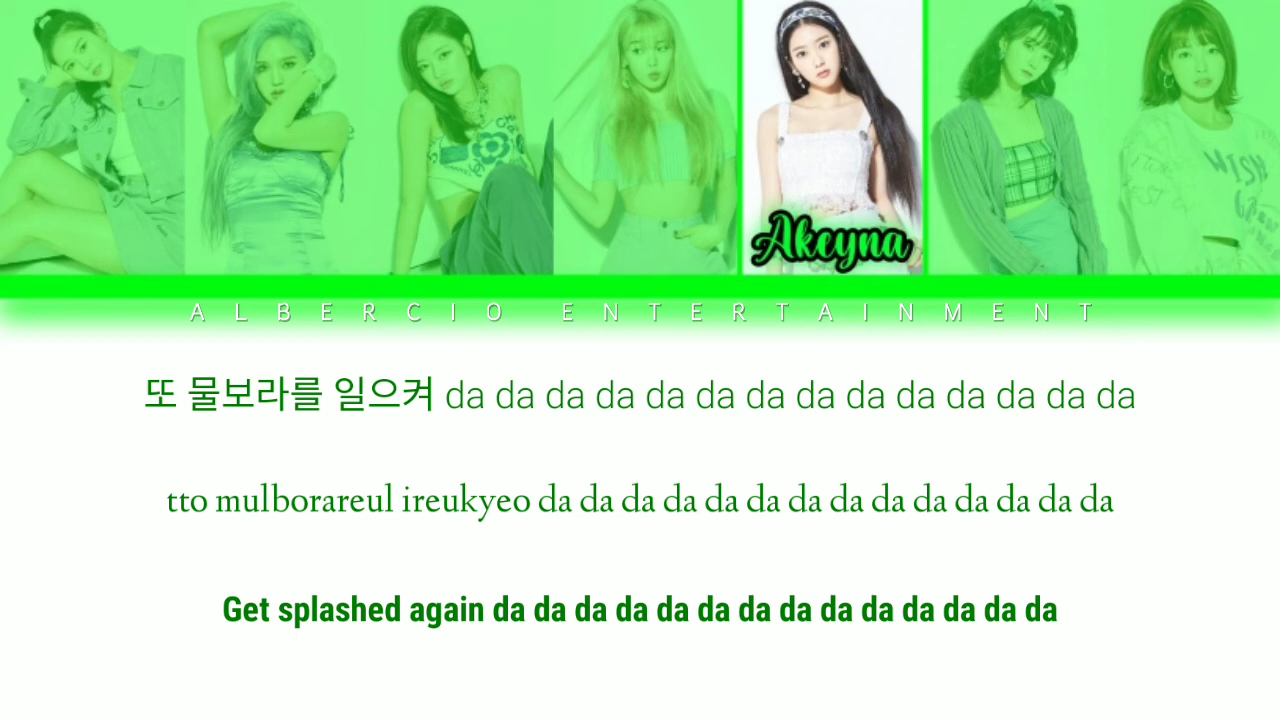 Akeyna
ALBERCIO ENTERTAINMENT
또 물보라를 일으켜 da da da da da da da da da da da da da da
tto mulborareul ireukyeo da da da da da da da da da da da da da da
Get splashed again da da da da da da da da da da da da da da